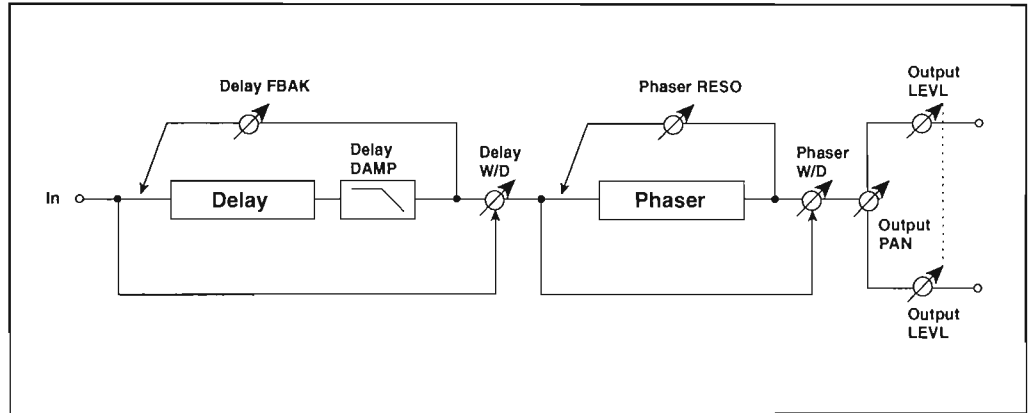 Delay FBAK
Phaser RESO
Output
LEVL
Delay
DAMP
Delay
W/D
Phaser
W/D
In
Delay
Phaser
Output
PAN
Output
LEVL